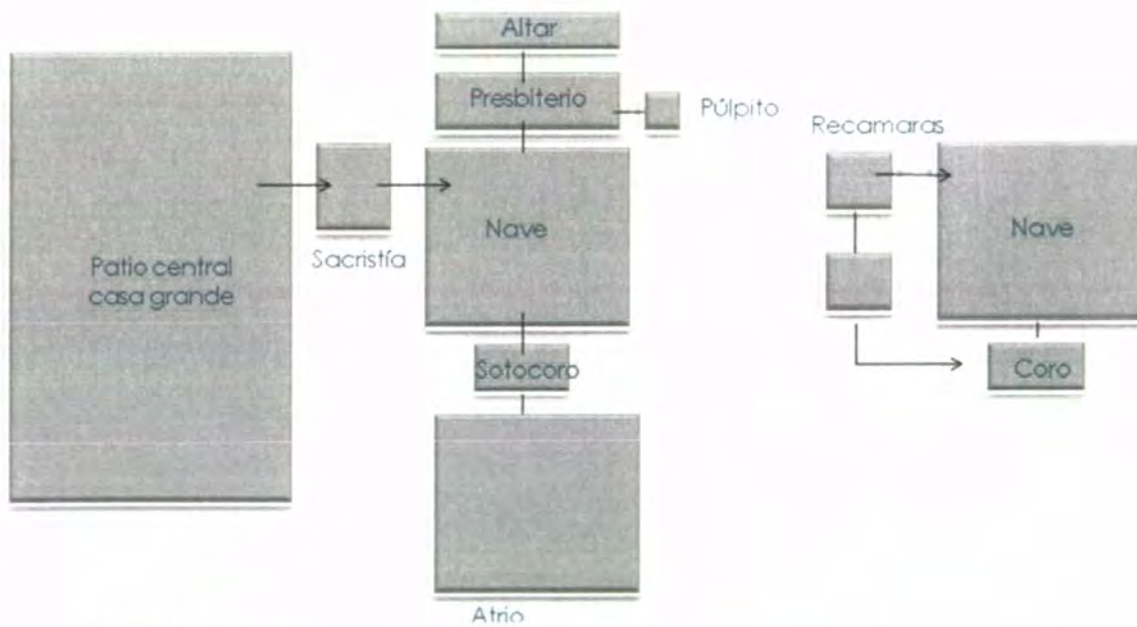 Altar
Presbiterio
Púlpito
Recamaras
Nave
Sacristía
Patio central
casa grande
Nave
Sotocoro
Coro
Atrio